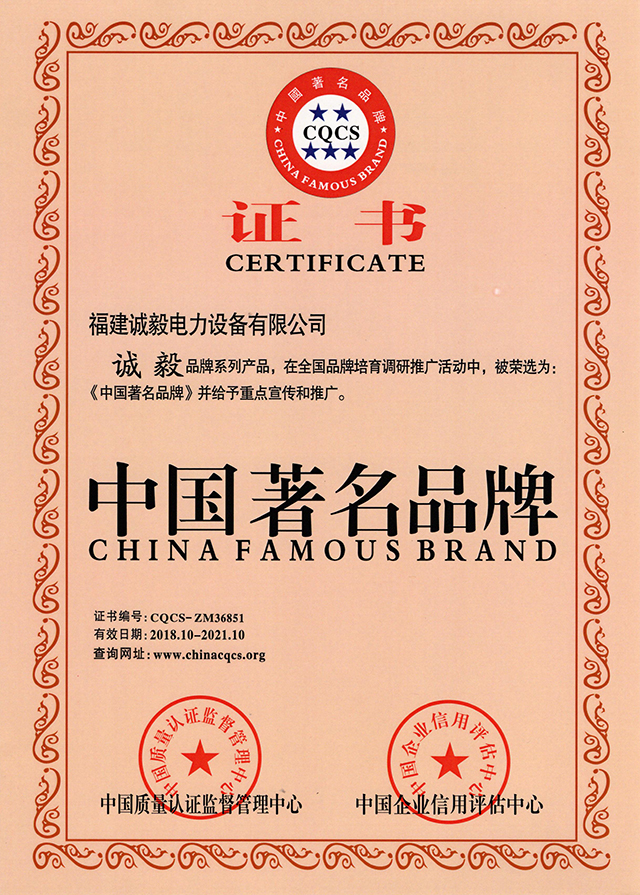 中國著名品牌
CQCS
CHINA FAMOUS BRAND
证书
CERTIFICATE
福建诚毅电力设备有限公司
诚毅品牌系列产品，在全国品牌培育调研推广活动中，被荣选为：
《中国著名品牌》并给予重点宣传和推广。
中国著名品牌
CHINA FAMOUS BRAND
证书编号：CQCS-ZM36851
有效日期：2018.10-2021.10
查询网址：www.chinacqcs.org
中国质量认证监督管理中心
中国企业信用评估中心
中国质量认证监督管理中心
中国企业信用评估中心